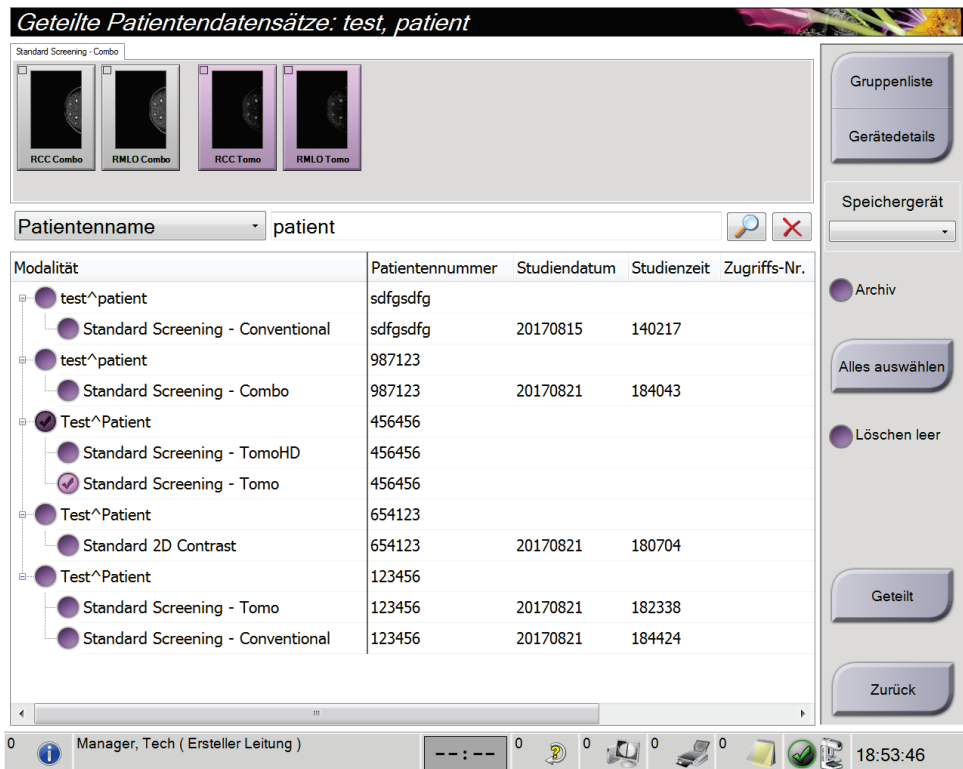 Geteilte Patientendatensätze: test, patient
Standard Screening - Combo
RCC Combo RMLO Combo RCC Tomo RMLO Tomo
Gruppenliste
Gerätedetails
Speichergerät
Patientenname patient
Modalität Patientennummer Studiendatum Studienzeit Zugriffs-Nr.
test^patient sdfgsdfg
Standard Screening - Conventional sdfgsdfg 20170815 140217
test^patient 987123
Standard Screening - Combo 987123 20170821 184043
Test^Patient 456456
Standard Screening - TomoHD 456456
Standard Screening - Tomo 456456
Test^Patient 654123
Standard 2D Contrast 654123 20170821 180704
Test^Patient 123456
Standard Screening - Tomo 123456 20170821 182338
Standard Screening - Conventional 123456 20170821 184424
Archiv
Alles auswählen
Löschen leer
Geteilt
Zurück
0 Manager, Tech ( Ersteller Leitung ) --:-- 0 0 0 0 18:53:46